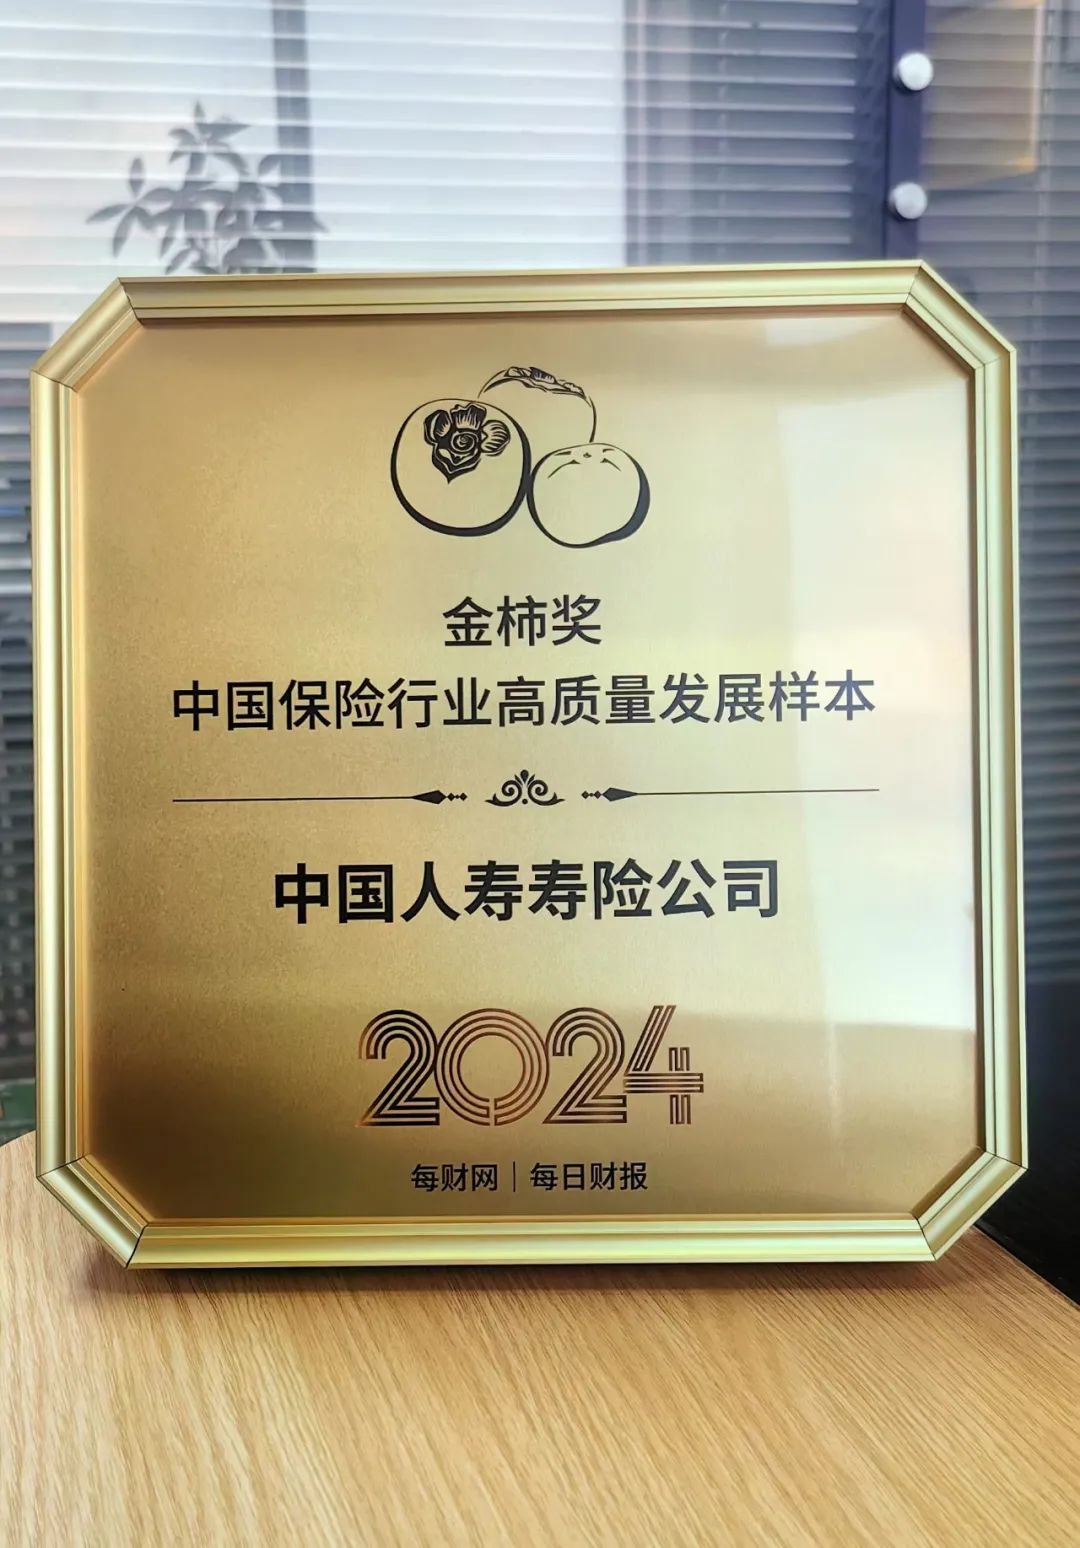 金柿奖
中国保险行业高质量发展样本
中国人寿寿险公司
2024
每财网｜每日财报